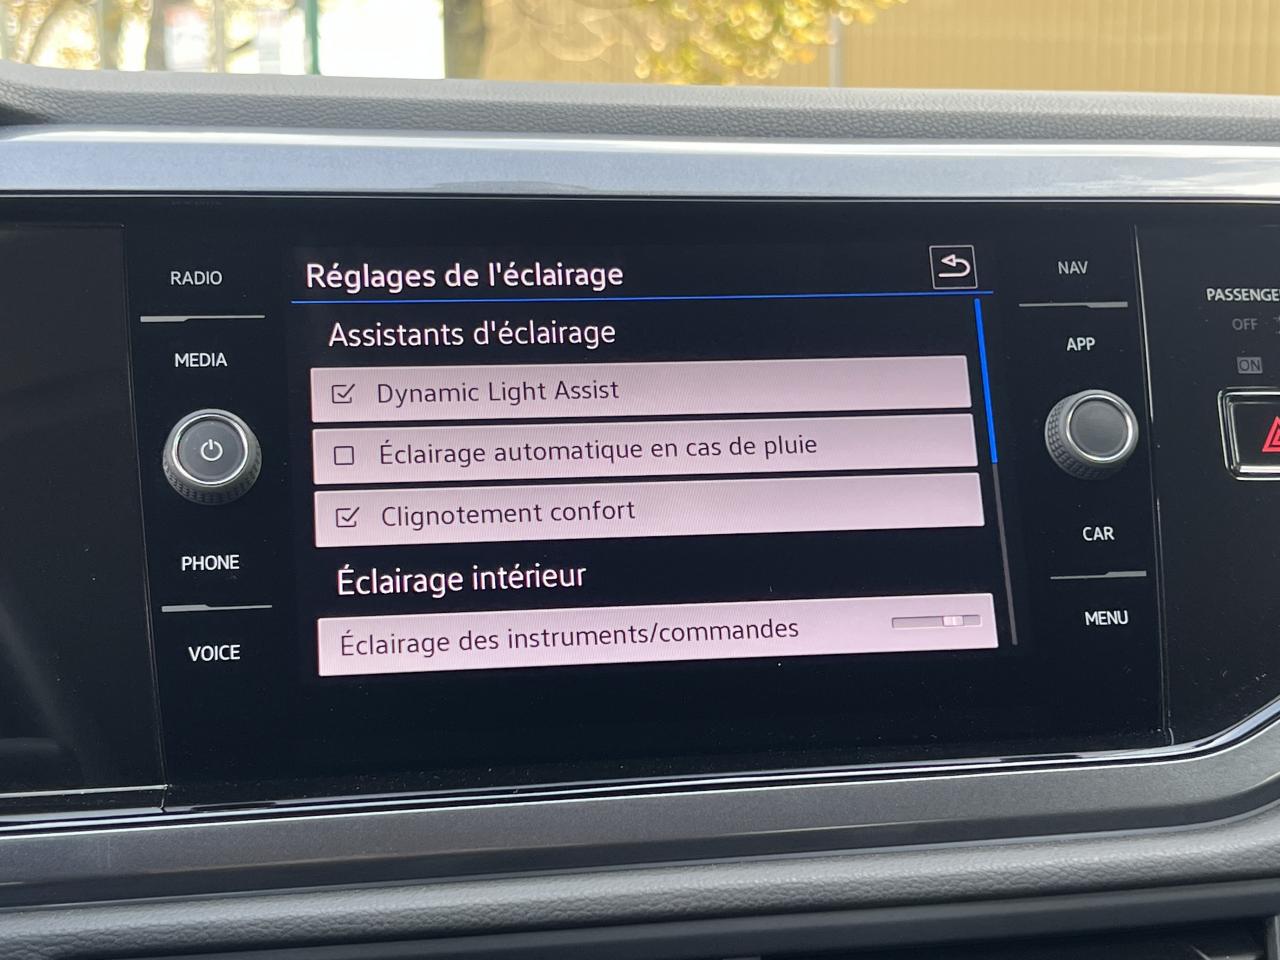 RADIO
MEDIA
PHONE
VOICE
Réglages de l'éclairage
Assistants d'éclairage
Dynamic Light Assist
Éclairage automatique en cas de pluie
Clignotement confort
Éclairage intérieur
Éclairage des instruments/commandes
NAV
APP
CAR
MENU
OFF
ON